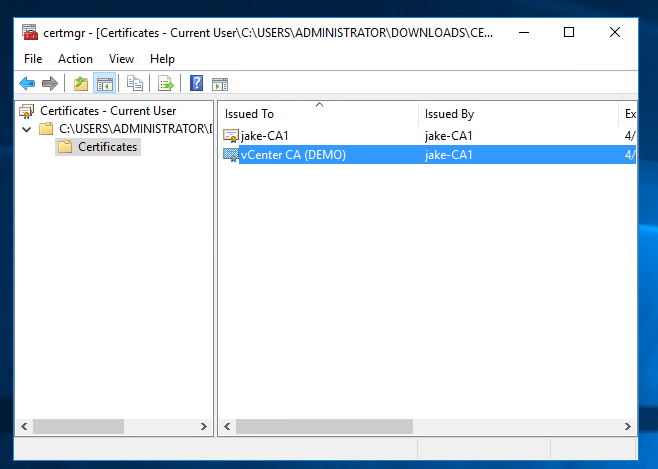 certmgr - [Certificates - Current User\C:\USERS\ADMINISTRATOR\DOWNLOADS\CE...
File Action View Help
Certificates - Current User
C:\USERS\ADMINISTRATOR\
Certificates
Issued To Issued By Ex
jake-CA1 jake-CA1 4/
vCenter CA (DEMO) jake-CA1 4/